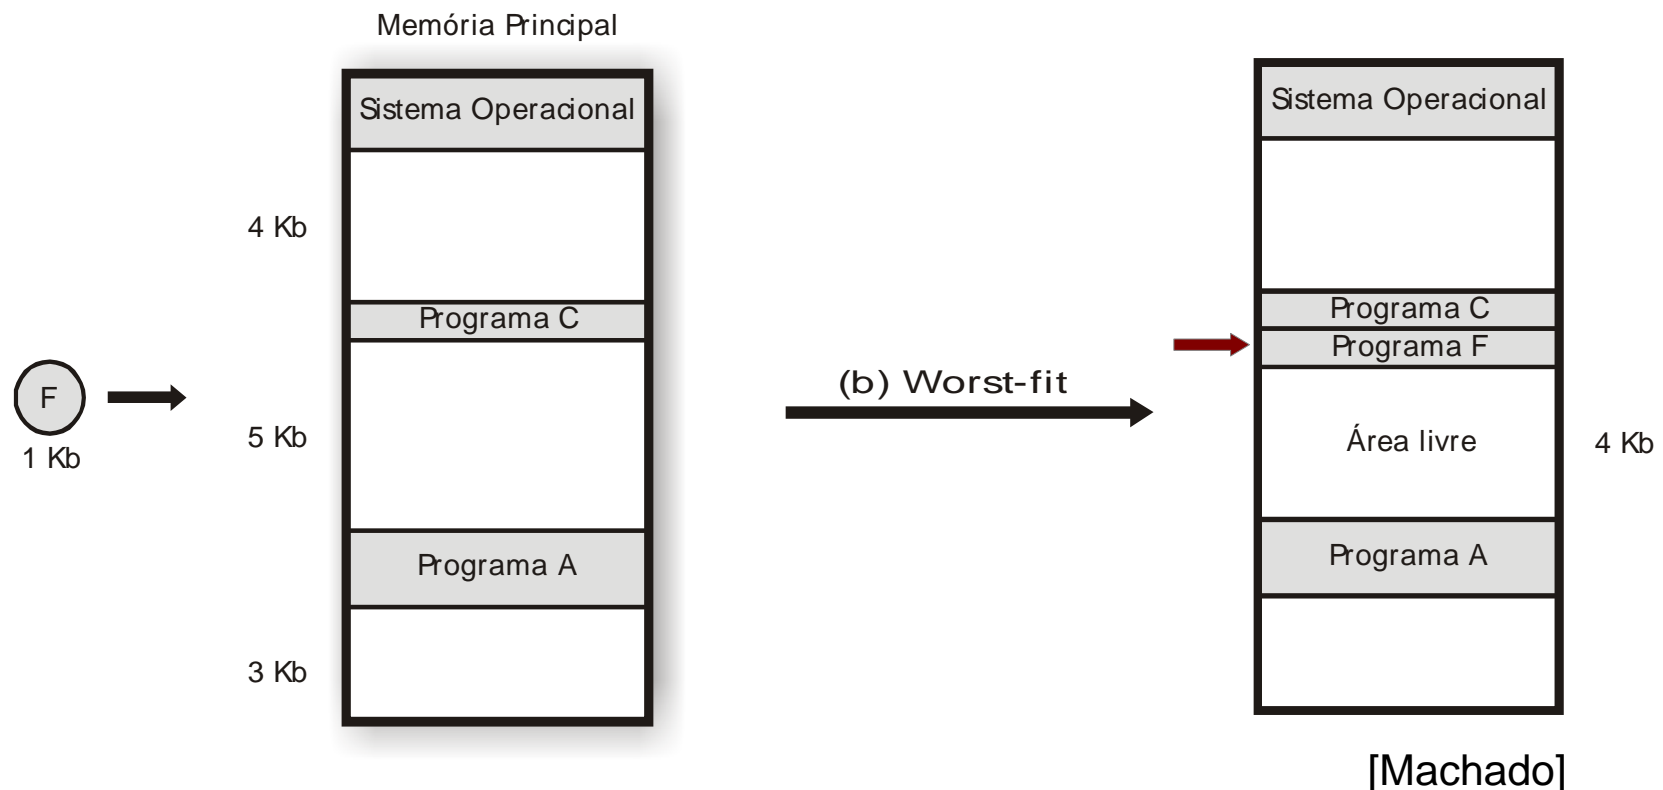 Memória Principal
Sistema Operacional
4 Kb
Programa C
F
1 Kb
5 Kb
Programa A
3 Kb
(b) Worst-fit
Sistema Operacional
Programa C
Programa F
Área livre
4 Kb
Programa A
[Machado]